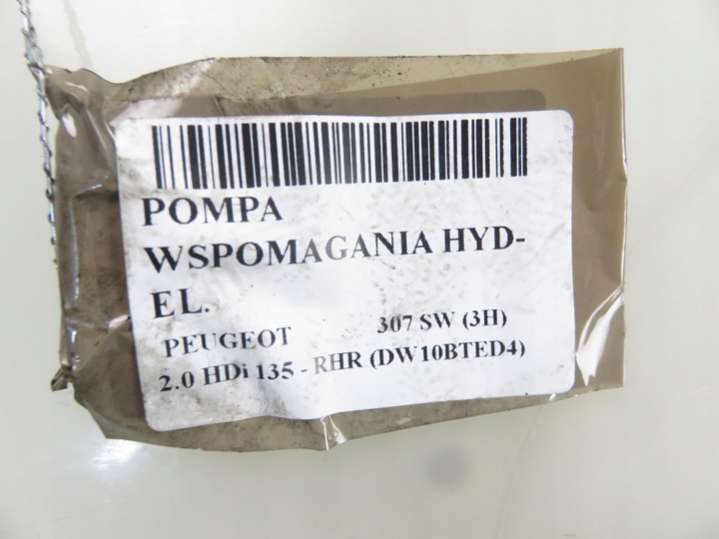 POMPA
WSPOMAGANIA HYD-
EL.
PEUGEOT 307 SW (3H)
2.0 HDi 135 - RHR (DW10BTED4)